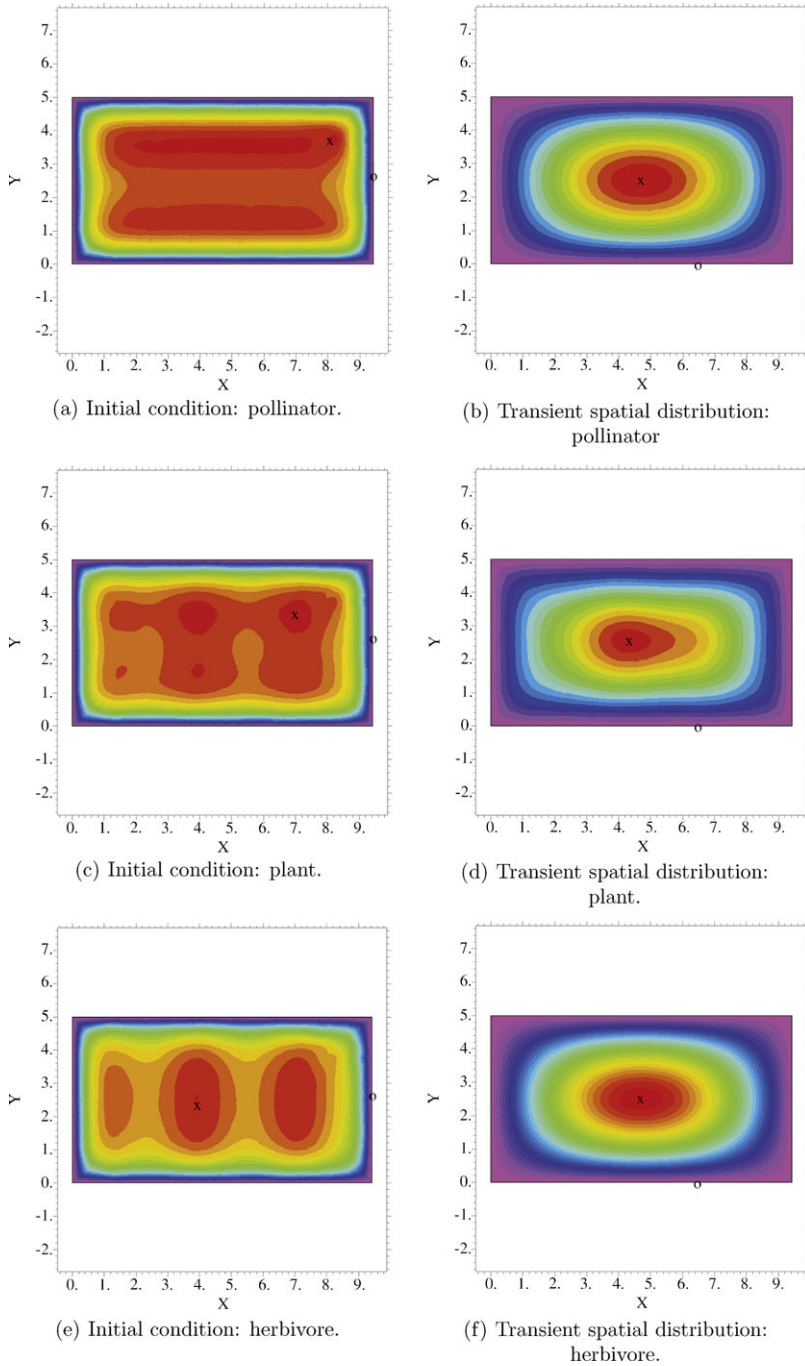 7.
6.
5.
4.
3.
2.
1.
0.
-1.
-2.
Y
x
o
0. 1. 2. 3. 4. 5. 6. 7. 8. 9.
X
(a) Initial condition: pollinator.
7.
6.
5.
4.
3.
2.
1.
0.
-1.
-2.
Y
x
o
0. 1. 2. 3. 4. 5. 6. 7. 8. 9.
X
(b) Transient spatial distribution:
pollinator
7.
6.
5.
4.
3.
2.
1.
0.
-1.
-2.
Y
x
o
0. 1. 2. 3. 4. 5. 6. 7. 8. 9.
X
(c) Initial condition: plant.
7.
6.
5.
4.
3.
2.
1.
0.
-1.
-2.
Y
x
o
0. 1. 2. 3. 4. 5. 6. 7. 8. 9.
X
(d) Transient spatial distribution:
plant.
7.
6.
5.
4.
3.
2.
1.
0.
-1.
-2.
Y
x
o
0. 1. 2. 3. 4. 5. 6. 7. 8. 9.
X
(e) Initial condition: herbivore.
7.
6.
5.
4.
3.
2.
1.
0.
-1.
-2.
Y
x
o
0. 1. 2. 3. 4. 5. 6. 7. 8. 9.
X
(f) Transient spatial distribution:
herbivore.